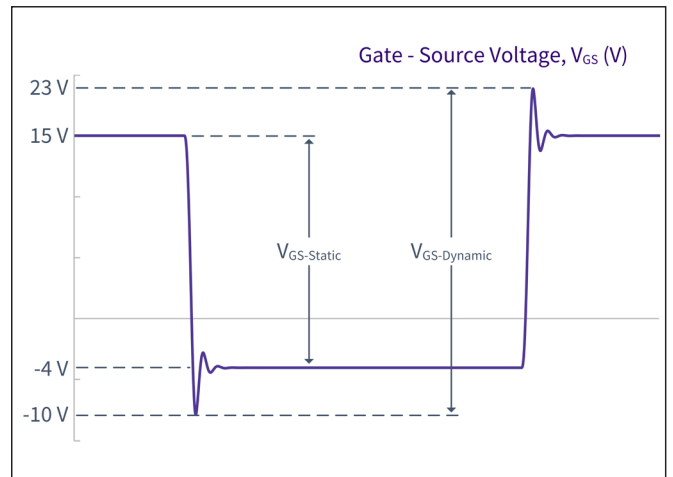 Gate - Source Voltage, VGS (V)
23 V
15 V
VGS-Static
VGS-Dynamic
-4 V
-10 V